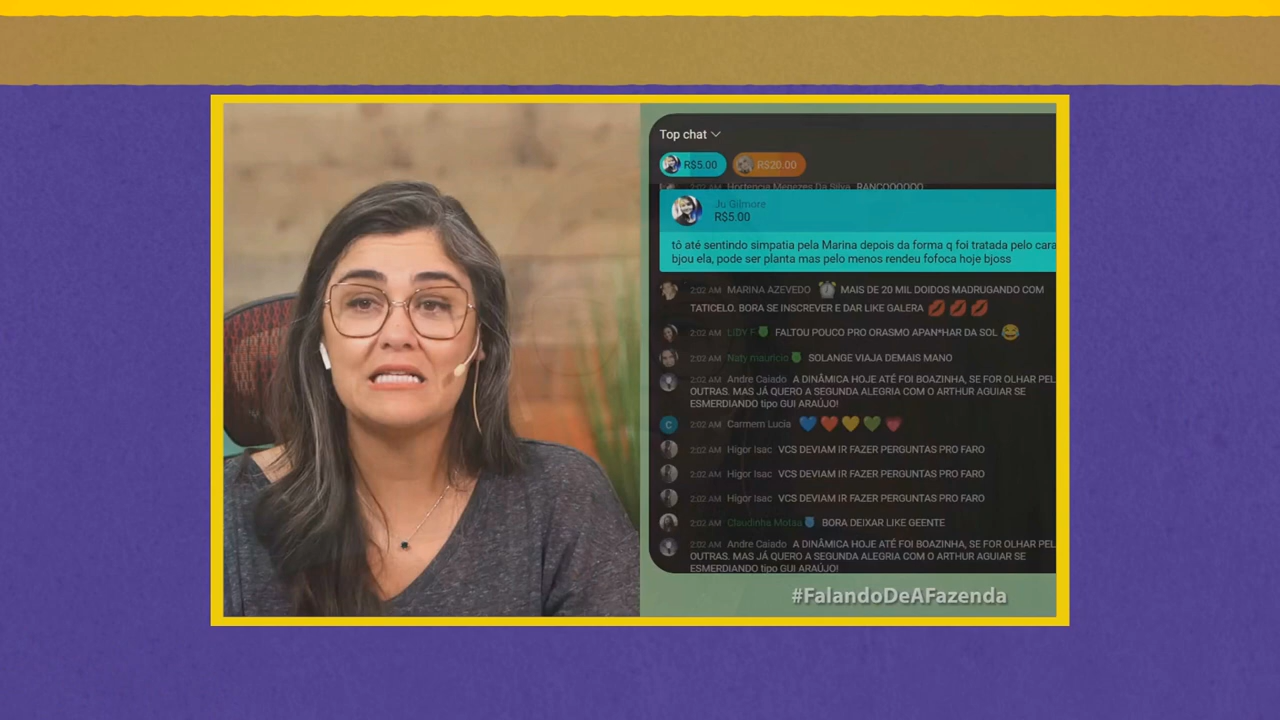 Top chat
R$5.00 R$20.00
2:02 AM Hortencia Menezes Da Silva RANCOOOOOO
Ju Gilmore
R$5.00
tô até sentindo simpatia pela Marina depois da forma q foi tratada pelo cara
bjou ela, pode ser planta mas pelo menos rendeu fofoca hoje bjoss
2:02 AM MARINA AZEVEDO ⏰ MAIS DE 20 MIL DOIDOS MADRUGANDO COM
TATICELO. BORA SE INSCREVER E DAR LIKE GALERA 💋 💋 💋
2:02 AM LIDY F FALTOU POUCO PRO ORASMO APAN*HAR DA SOL 😂
2:02 AM Naty mauricio SOLANGE VIAJA DEMAIS MANO
2:02 AM Andre Caiado A DINÂMICA HOJE ATÉ FOI BOAZINHA, SE FOR OLHAR PEL
OUTRAS. MAS JÁ QUERO A SEGUNDA ALEGRIA COM O ARTHUR AGUIAR SE
ESMERDIANDO tipo GUI ARAÚJO!
C 2:02 AM Carmem Lucia 💙 ❤️ 💛 💚 💗
2:02 AM Higor Isac VCS DEVIAM IR FAZER PERGUNTAS PRO FARO
2:02 AM Higor Isac VCS DEVIAM IR FAZER PERGUNTAS PRO FARO
2:02 AM Higor Isac VCS DEVIAM IR FAZER PERGUNTAS PRO FARO
2:02 AM Claudinha Motaa BORA DEIXAR LIKE GEENTE
2:02 AM Andre Caiado A DINÂMICA HOJE ATÉ FOI BOAZINHA, SE FOR OLHAR PEL
OUTRAS. MAS JÁ QUERO A SEGUNDA ALEGRIA COM O ARTHUR AGUIAR SE
ESMERDIANDO tipo GUI ARAÚJO!
#FalandoDeAFazenda